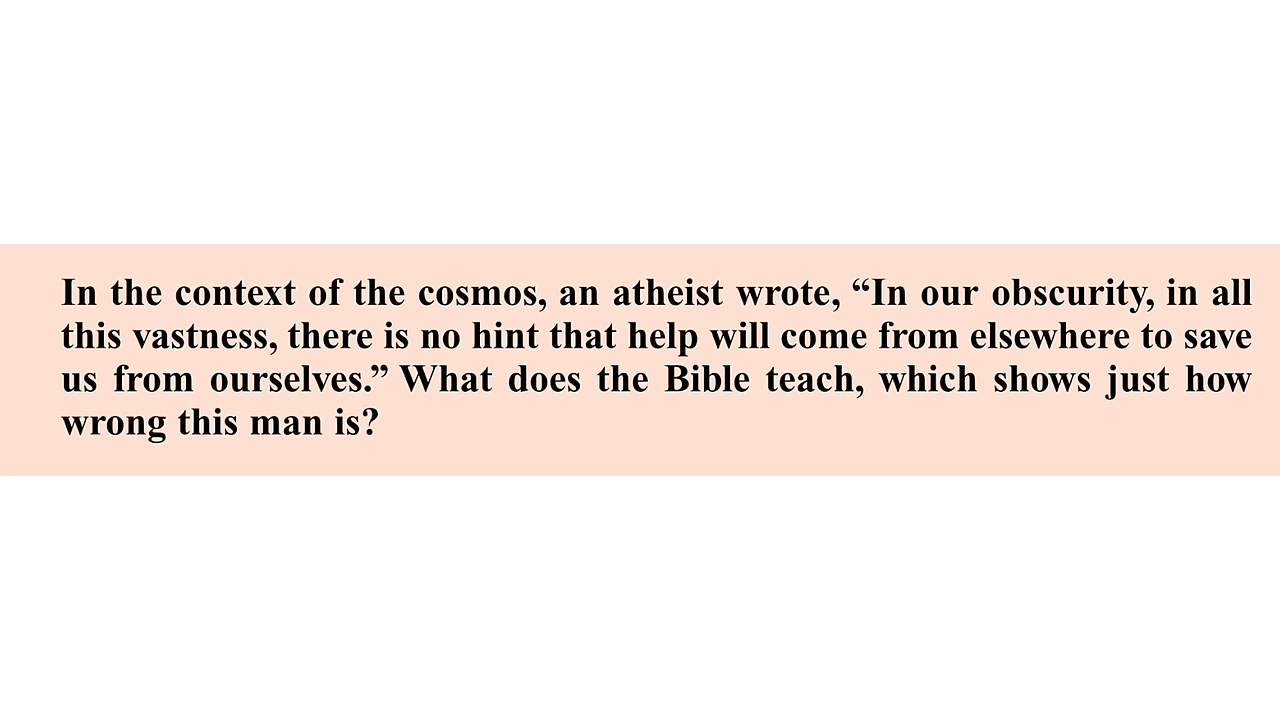 In the context of the cosmos, an atheist wrote, “In our obscurity, in all
this vastness, there is no hint that help will come from elsewhere to save
us from ourselves.” What does the Bible teach, which shows just how
wrong this man is?